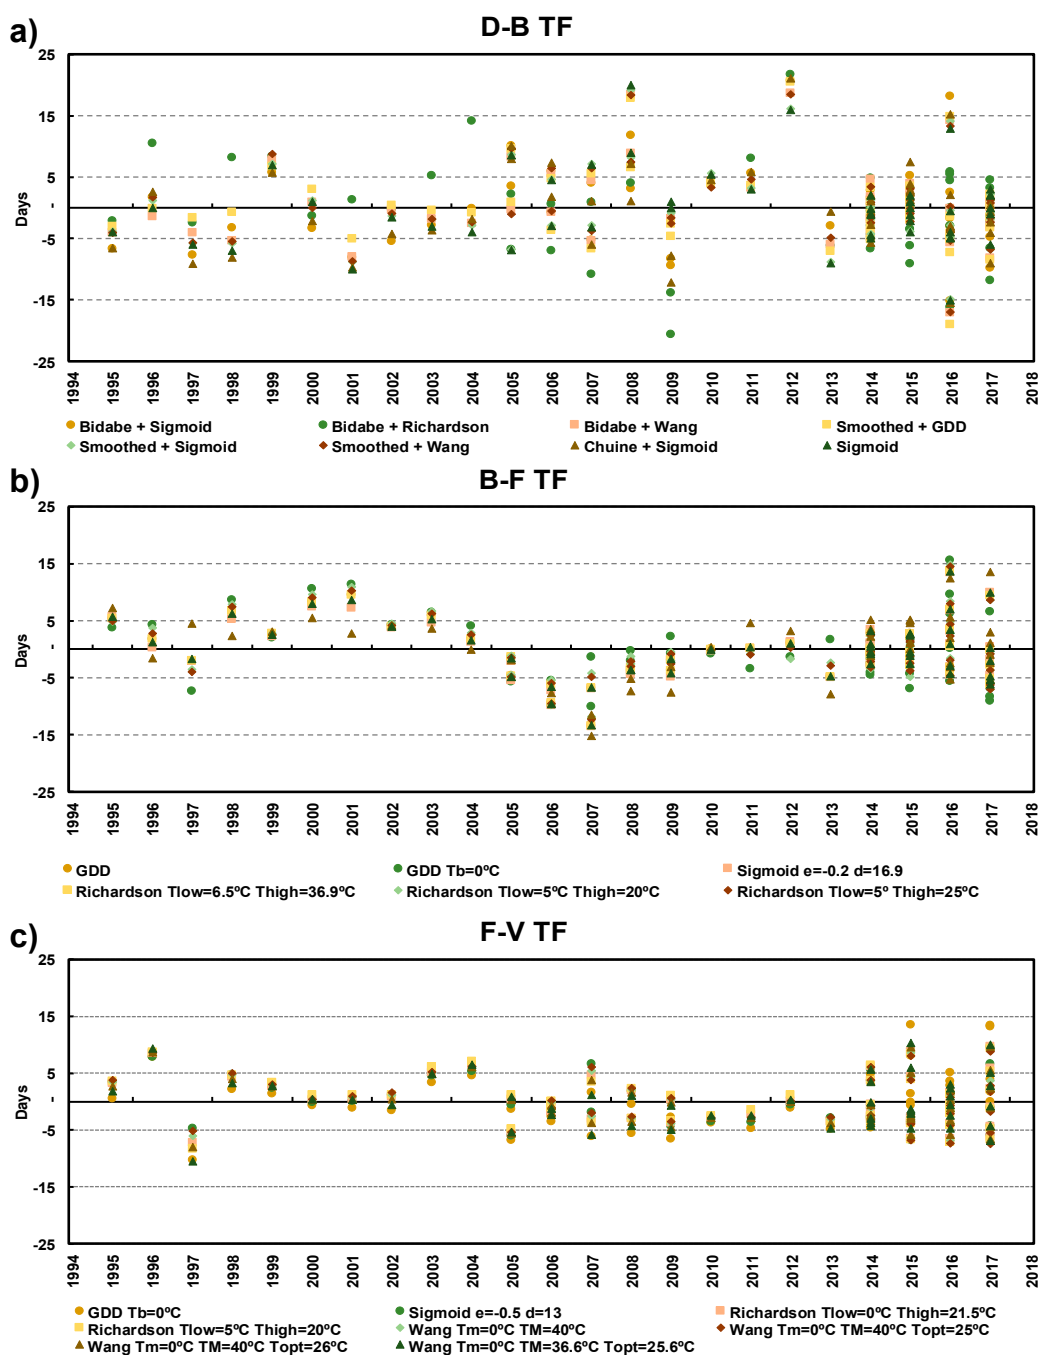 a)
D-B TF
Days
25
15
5
-5
-15
-25
1994 1995 1996 1997 1998 1999 2000 2001 2002 2003 2004 2005 2006 2007 2008 2009 2010 2011 2012 2013 2014 2015 2016 2017 2018
Bidabe + Sigmoid Bidabe + Richardson Bidabe + Wang Smoothed + GDD
Smoothed + Sigmoid Smoothed + Wang Chuine + Sigmoid Sigmoid
b)
B-F TF
Days
25
15
5
-5
-15
-25
1994 1995 1996 1997 1998 1999 2000 2001 2002 2003 2004 2005 2006 2007 2008 2009 2010 2011 2012 2013 2014 2015 2016 2017 2018
GDD GDD Tb=0ºC Sigmoid e=-0.2 d=16.9
Richardson Tlow=6.5ºC Thigh=36.9ºC Richardson Tlow=5ºC Thigh=20ºC Richardson Tlow=5º Thigh=25ºC
c)
F-V TF
Days
25
15
5
-5
-15
-25
1994 1995 1996 1997 1998 1999 2000 2001 2002 2003 2004 2005 2006 2007 2008 2009 2010 2011 2012 2013 2014 2015 2016 2017 2018
GDD Tb=0ºC Sigmoid e=-0.5 d=13 Richardson Tlow=0ºC Thigh=21.5ºC
Richardson Tlow=5ºC Thigh=20ºC Wang Tm=0ºC TM=40ºC Wang Tm=0ºC TM=40ºC Topt=25ºC
Wang Tm=0ºC TM=40ºC Topt=26ºC Wang Tm=0ºC TM=36.6ºC Topt=25.6ºC